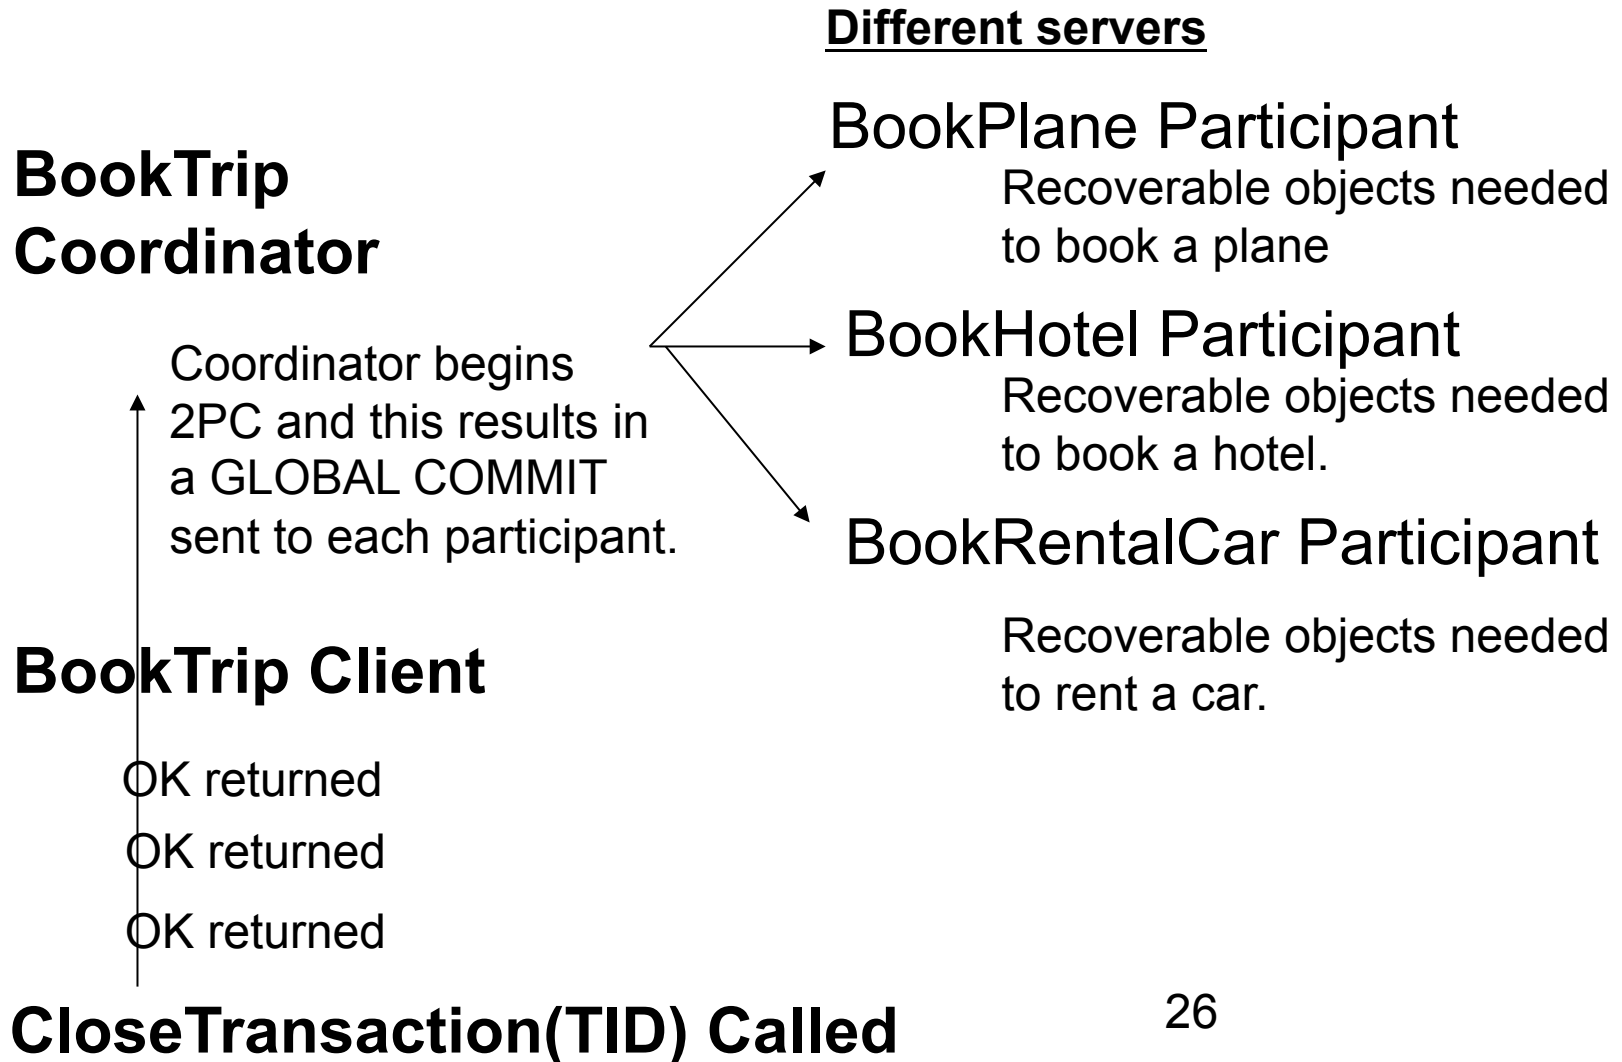 Different servers
BookPlane Participant
Recoverable objects needed
to book a plane
BookTrip
Coordinator
BookHotel Participant
Recoverable objects needed
to book a hotel.
Coordinator begins
2PC and this results in
a GLOBAL COMMIT
sent to each participant.
BookRentalCar Participant
Recoverable objects needed
to rent a car.
BookTrip Client
OK returned
OK returned
OK returned
CloseTransaction(TID) Called
26